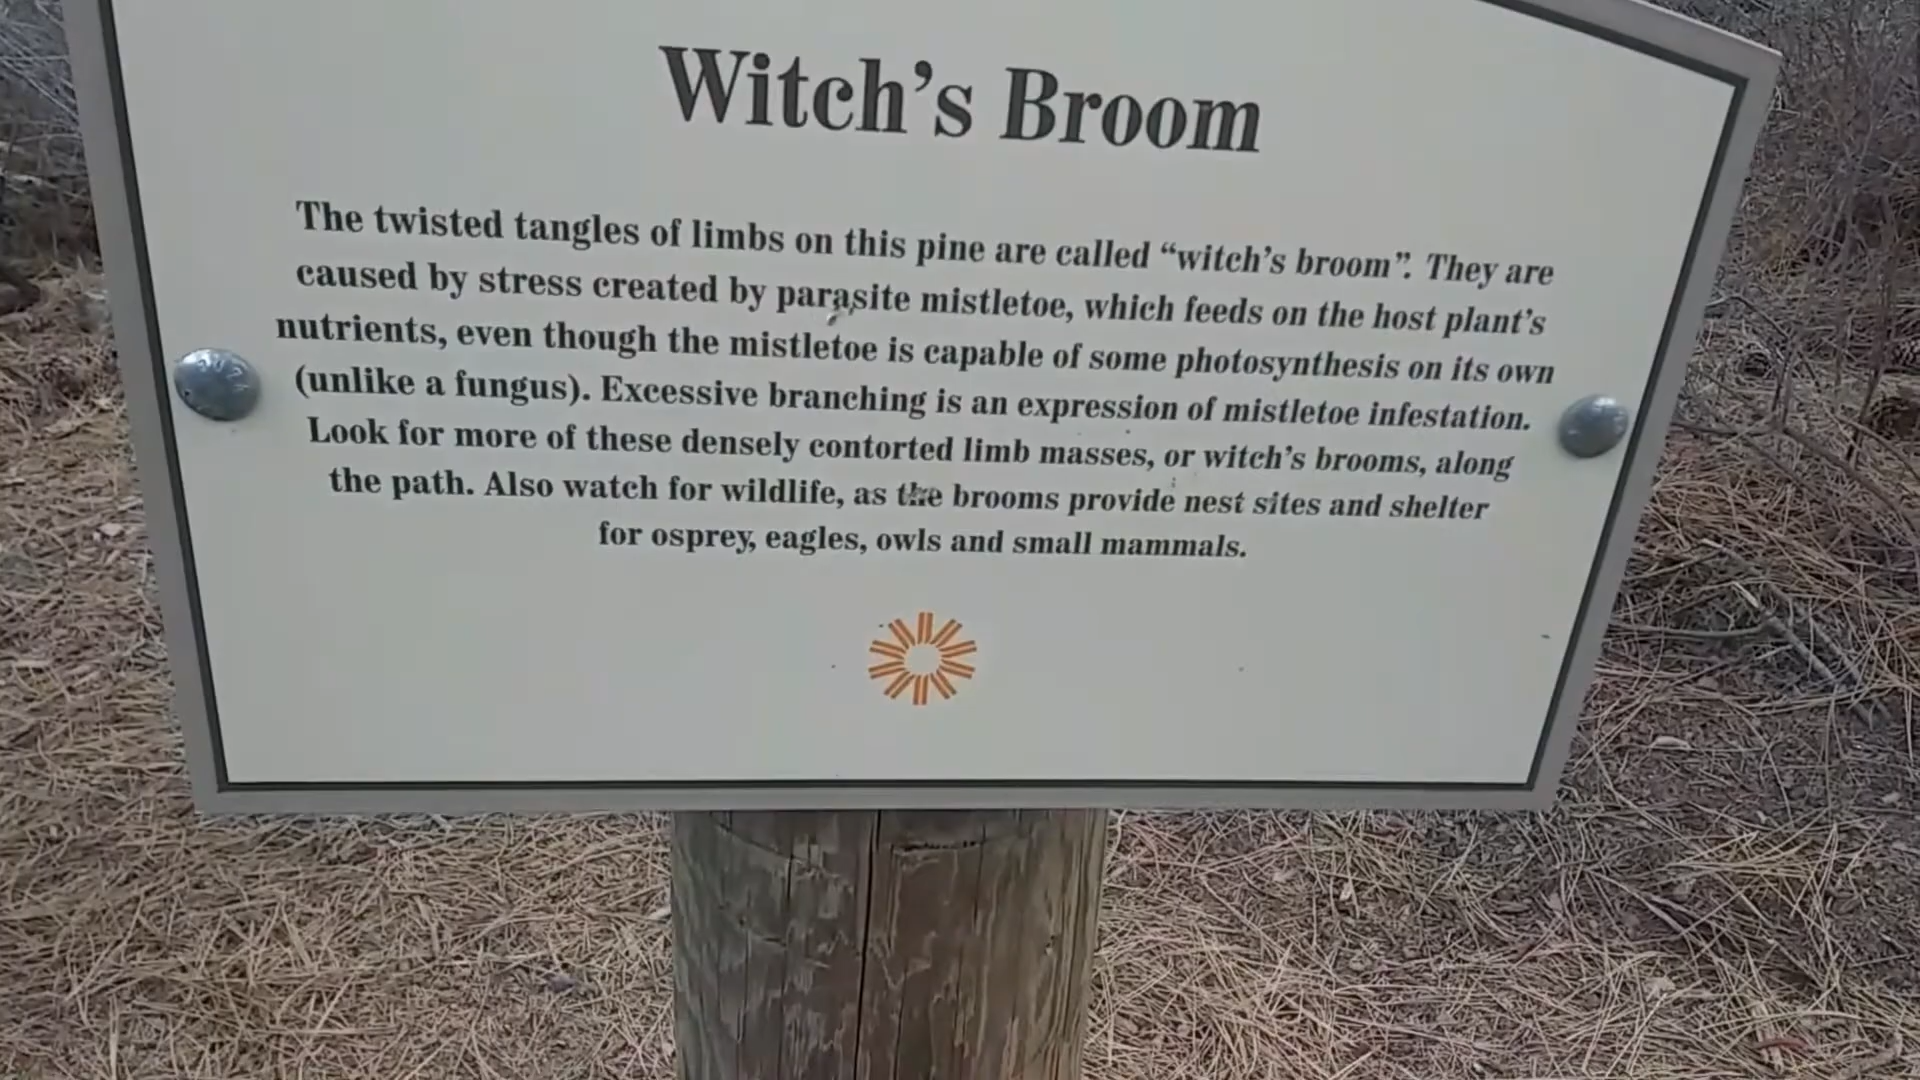 Witch's Broom
The twisted tangles of limbs on this pine are called “witch's broom”. They are
caused by stress created by parasite mistletoe, which feeds on the host plant's
nutrients, even though the mistletoe is capable of some photosynthesis on its own
(unlike a fungus). Excessive branching is an expression of mistletoe infestation.
Look for more of these densely contorted limb masses, or witch's brooms, along
the path. Also watch for wildlife, as the brooms provide nest sites and shelter
for osprey, eagles, owls and small mammals.